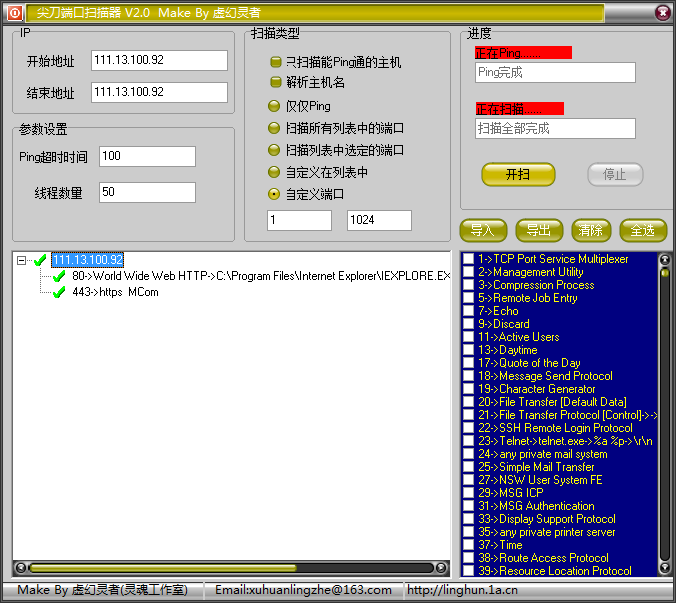 尖刀端口扫描器 V2.0 Make By 虚幻灵者
IP
开始地址 111.13.100.92
结束地址 111.13.100.92
参数设置
Ping超时时间 100
线程数量 50
扫描类型
只扫描能Ping通的主机
解析主机名
仅仅Ping
扫描所有列表中的端口
扫描列表中选定的端口
自定义在列表中
自定义端口
1 1024
进度
正在Ping......
Ping完成
正在扫描......
扫描全部完成
开扫 停止
导入 导出 清除 全选
111.13.100.92
80->World Wide Web HTTP->C:\Program Files\Internet Explorer\IEXPLORE.EX
443->https MCom
1->TCP Port Service Multiplexer
2->Management Utility
3->Compression Process
5->Remote Job Entry
7->Echo
9->Discard
11->Active Users
13->Daytime
17->Quote of the Day
18->Message Send Protocol
19->Character Generator
20->File Transfer [Default Data]
21->File Transfer Protocol [Control]->->
22->SSH Remote Login Protocol
23->Telnet->telnet.exe->%a %p->\r\n
24->any private mail system
25->Simple Mail Transfer
27->NSW User System FE
29->MSG ICP
31->MSG Authentication
33->Display Support Protocol
35->any private printer server
37->Time
38->Route Access Protocol
39->Resource Location Protocol
Make By 虚幻灵者(灵魂工作室) Email:xuhuanlingzhe@163.com http://linghun.1a.cn